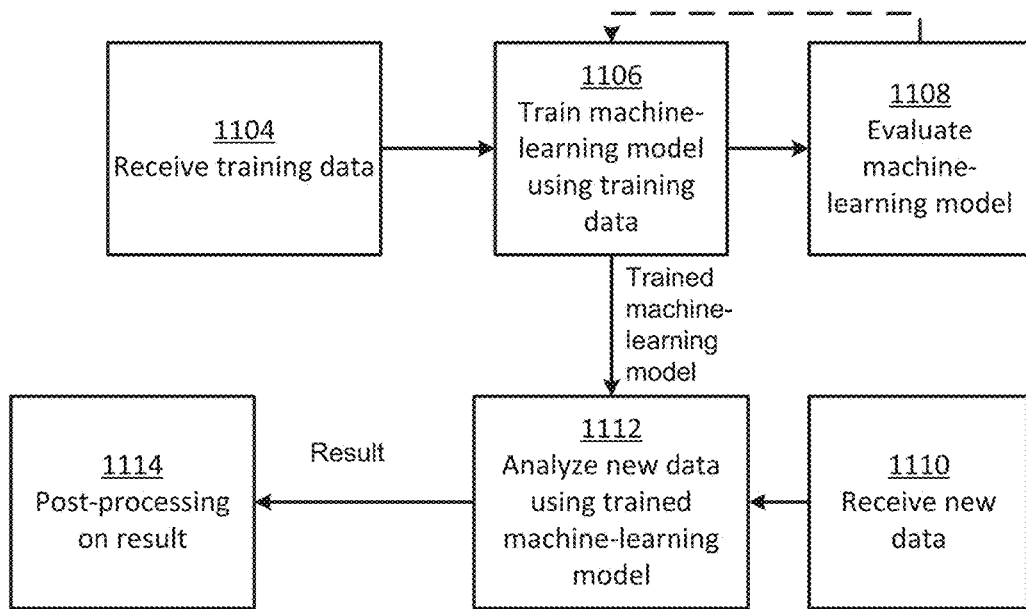 1104
Receive training data
1106
Train machine-
learning model
using training
data
1108
Evaluate
machine-
learning model
Trained
machine-
learning
model
1114
Post-processing
on result
Result
1112
Analyze new data
using trained
machine-learning
model
1110
Receive new
data